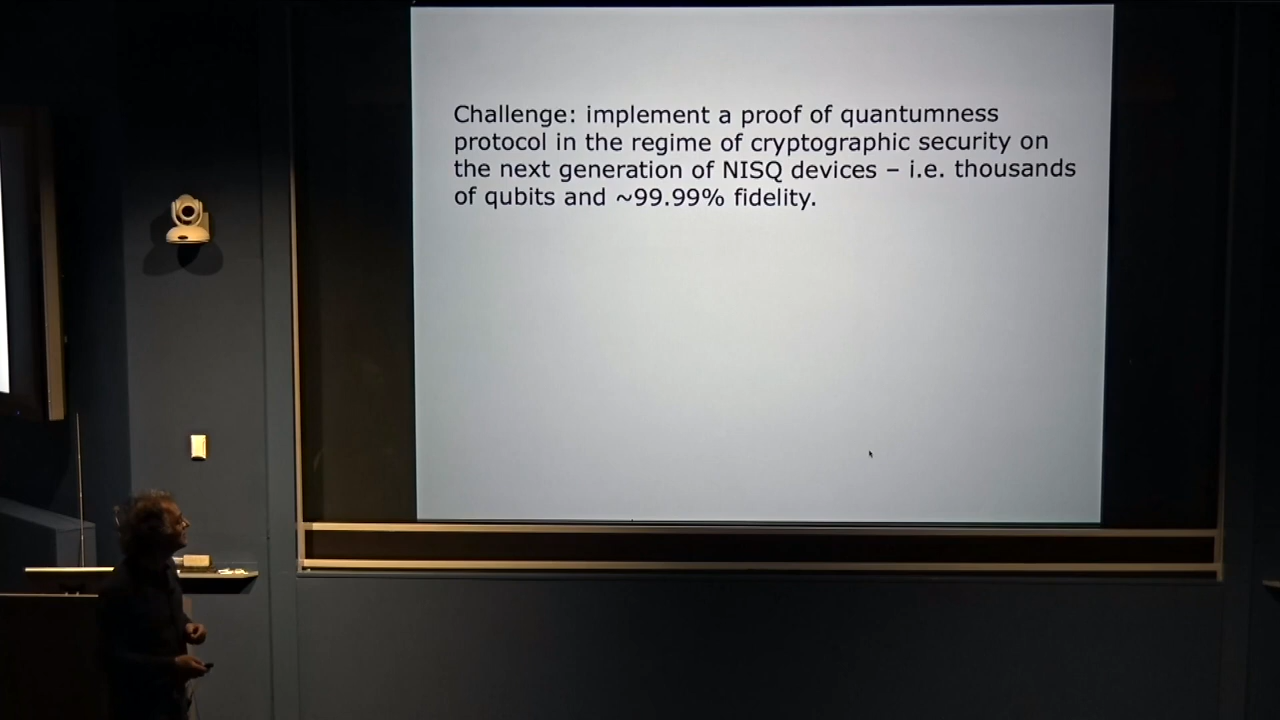 Challenge: implement a proof of quantumness
protocol in the regime of cryptographic security on
the next generation of NISQ devices – i.e. thousands
of qubits and ~99.99% fidelity.